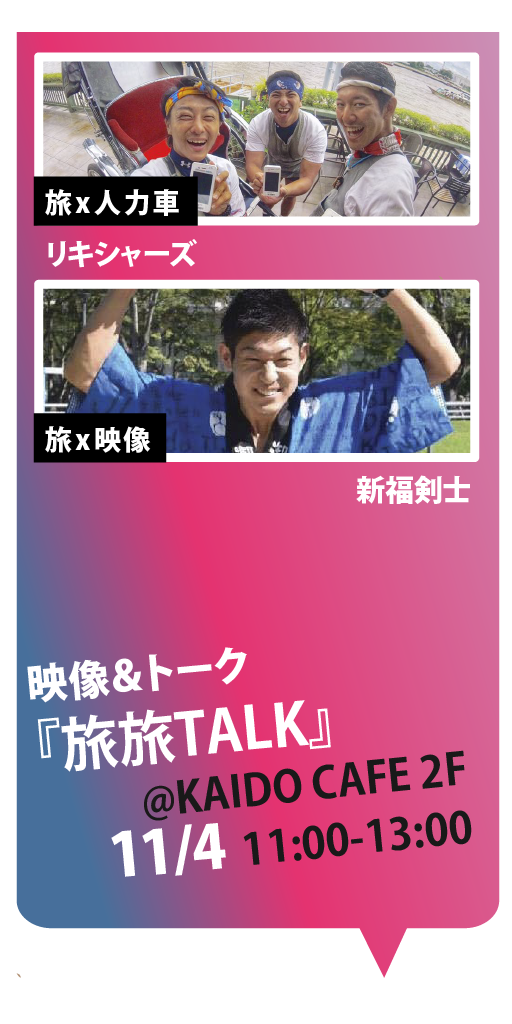 旅x人力車
リキシャーズ
旅x映像
新福剣士
映像&トーク
『旅旅TALK』
@KAIDO CAFE 2F
11/4 11:00-13:00
、